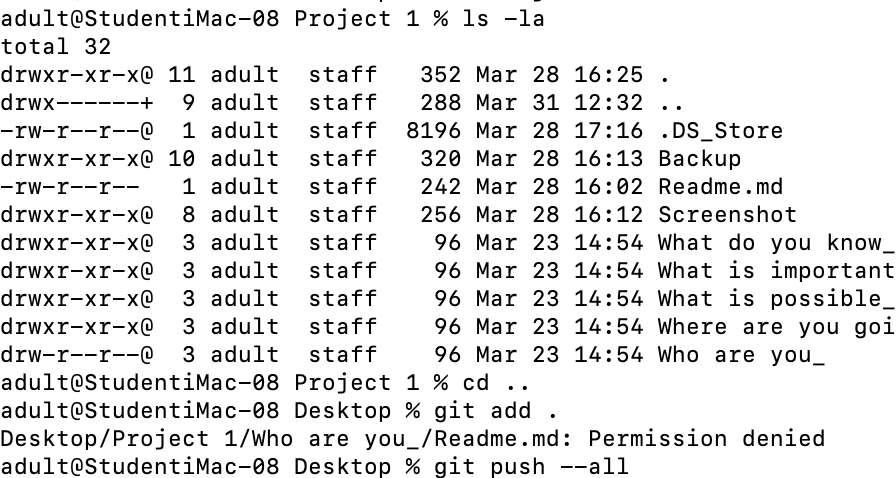 adult@StudentiMac-08 Project 1 % ls -la
total 32
drwxr-xr-x@ 11 adult  staff   352 Mar 28 16:25 .
drwx------+  9 adult  staff   288 Mar 31 12:32 ..
-rw-r--r--@  1 adult  staff  8196 Mar 28 17:16 .DS_Store
drwxr-xr-x@ 10 adult  staff   320 Mar 28 16:13 Backup
-rw-r--r--   1 adult  staff   242 Mar 28 16:02 Readme.md
drwxr-xr-x@  8 adult  staff   256 Mar 28 16:12 Screenshot
drwxr-xr-x@  3 adult  staff    96 Mar 23 14:54 What do you know_
drwxr-xr-x@  3 adult  staff    96 Mar 23 14:54 What is important
drwxr-xr-x@  3 adult  staff    96 Mar 23 14:54 What is possible_
drwxr-xr-x@  3 adult  staff    96 Mar 23 14:54 Where are you goi
drw-r--r--@  3 adult  staff    96 Mar 23 14:54 Who are you_
adult@StudentiMac-08 Project 1 % cd ..
adult@StudentiMac-08 Desktop % git add .
Desktop/Project 1/Who are you_/Readme.md: Permission denied
adult@StudentiMac-08 Desktop % git push --all